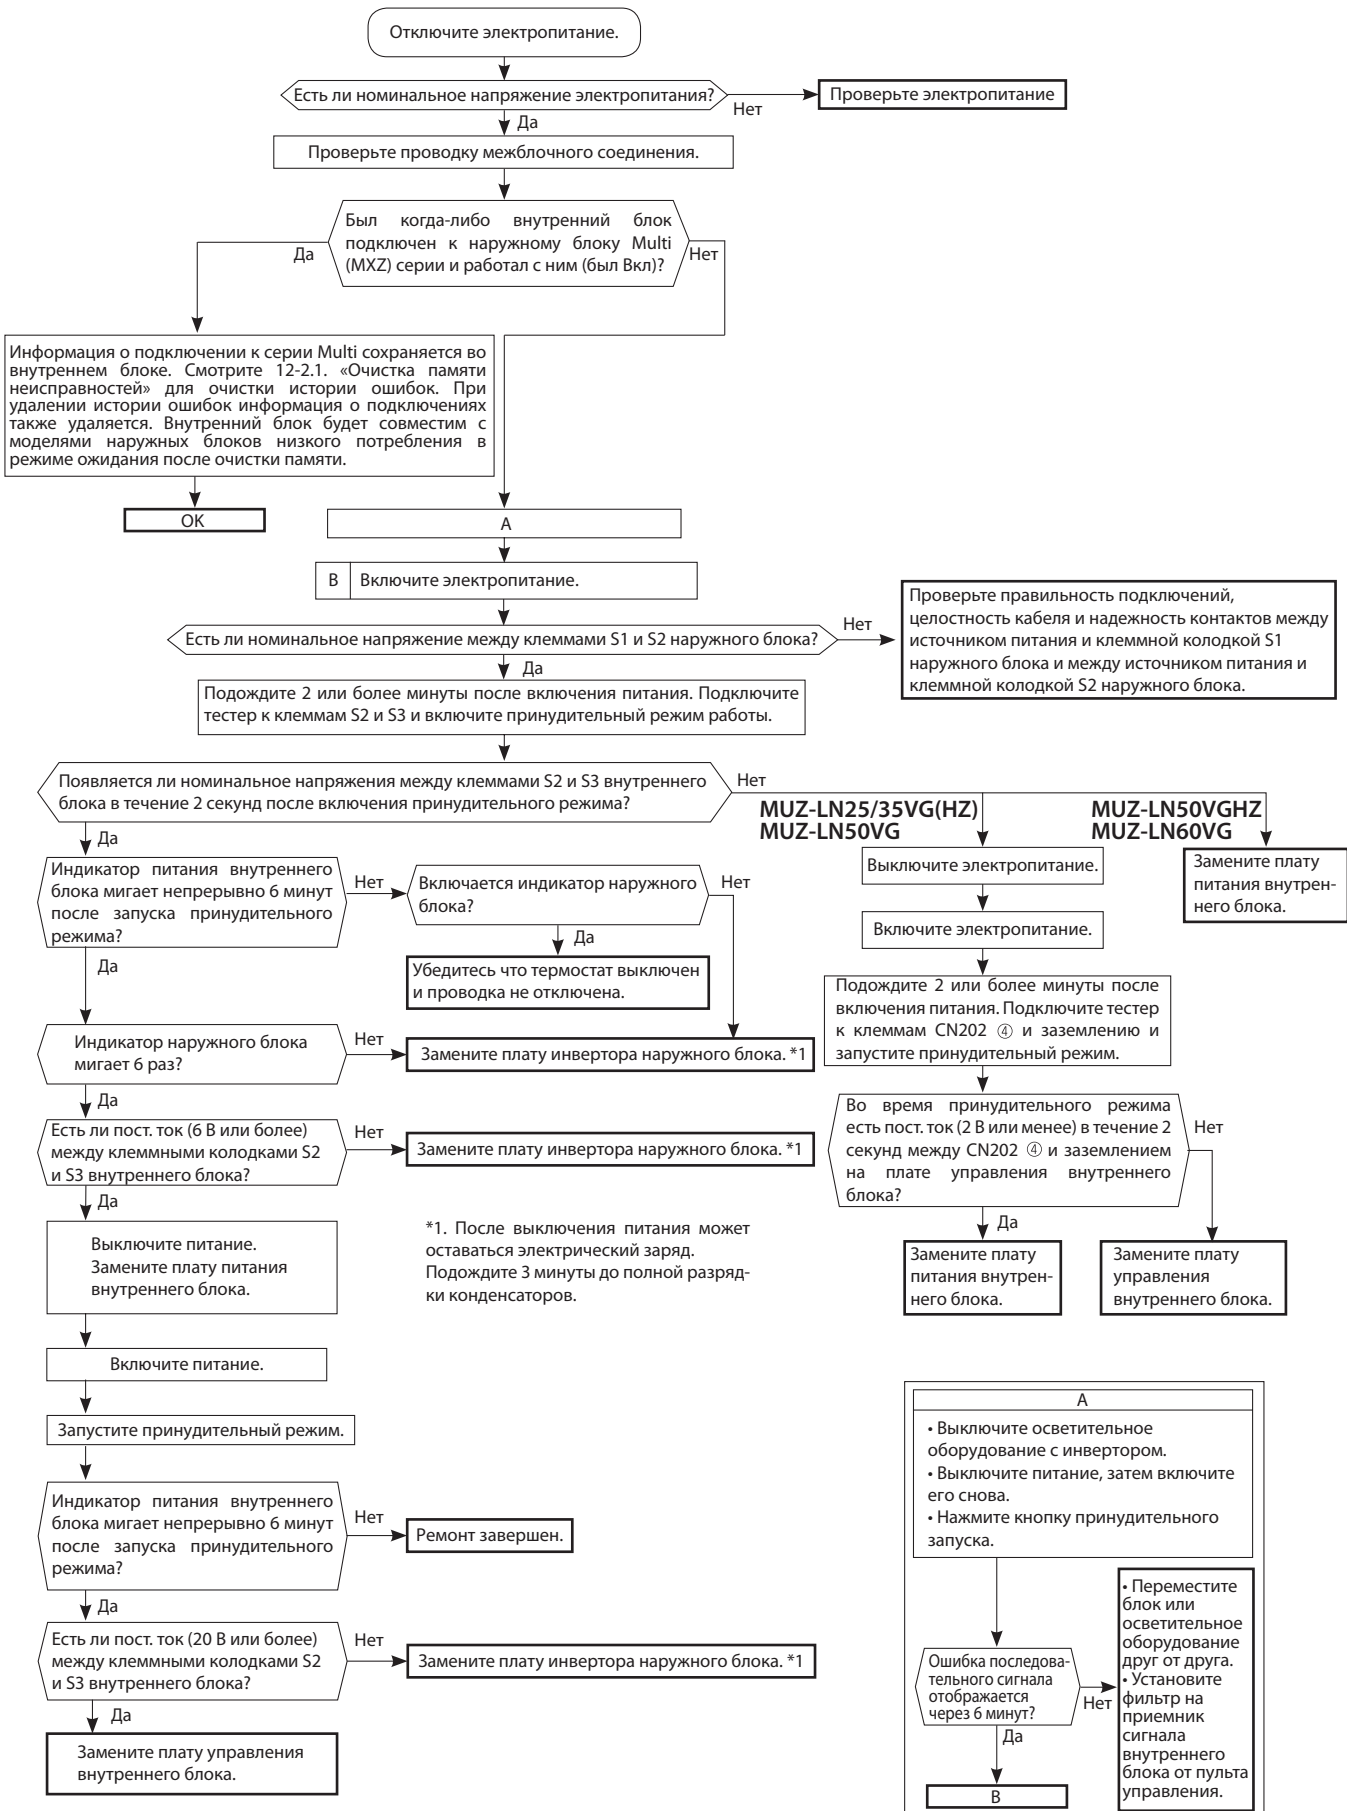 Отключите электропитание.
Есть ли номинальное напряжение электропитания?
Нет
Проверьте электропитание
Да
Проверьте проводку межблочного соединения.
Был когда-либо внутренний блок
подключен к наружному блоку Multi
(MXZ) серии и работал с ним (был Вкл)?
Да
Нет
Информация о подключении к серии Multi сохраняется во
внутреннем блоке. Смотрите 12-2.1. «Очистка памяти
неисправностей» для очистки истории ошибок. При
удалении истории ошибок информация о подключениях
также удаляется. Внутренний блок будет совместим с
моделями наружных блоков низкого потребления в
режиме ожидания после очистки памяти.
OK
A
B
Включите электропитание.
Есть ли номинальное напряжение между клеммами S1 и S2 наружного блока?
Нет
Проверьте правильность подключений,
целостность кабеля и надежность контактов между
источником питания и клеммной колодкой S1
наружного блока и между источником питания и
клеммной колодкой S2 наружного блока.
Да
Подождите 2 или более минуты после включения питания. Подключите
тестер к клеммам S2 и S3 и включите принудительный режим работы.
Появляется ли номинальное напряжения между клеммами S2 и S3 внутреннего
блока в течение 2 секунд после включения принудительного режима?
Нет
MUZ-LN25/35VG(HZ)
MUZ-LN50VG
MUZ-LN50VGHZ
MUZ-LN60VG
Да
Индикатор питания внутреннего
блока мигает непрерывно 6 минут
после запуска принудительного
режима?
Нет
Включается индикатор наружного
блока?
Нет
Да
Убедитесь что термостат выключен
и проводка не отключена.
Да
Индикатор наружного блока
мигает 6 раз?
Нет
Замените плату инвертора наружного блока. *1
Да
Есть ли пост. ток (6 В или более)
между клеммными колодками S2
и S3 внутреннего блока?
Нет
Замените плату инвертора наружного блока. *1
Да
Выключите питание.
Замените плату питания
внутреннего блока.
*1. После выключения питания может
оставаться электрический заряд.
Подождите 3 минуты до полной разряд-
ки конденсаторов.
Включите питание.
Запустите принудительный режим.
Индикатор питания внутреннего
блока мигает непрерывно 6 минут
после запуска принудительного
режима?
Нет
Ремонт завершен.
Да
Есть ли пост. ток (20 В или более)
между клеммными колодками S2
и S3 внутреннего блока?
Нет
Замените плату инвертора наружного блока. *1
Да
Замените плату управления
внутреннего блока.
Выключите электропитание.
Включите электропитание.
Подождите 2 или более минуты после
включения питания. Подключите тестер
к клеммам CN202 ④ и заземлению и
запустите принудительный режим.
Во время принудительного режима
есть пост. ток (2 В или менее) в течение 2
секунд между CN202 ④ и заземлением
на плате управления внутреннего
блока?
Нет
Да
Замените плату
питания внутрен-
него блока.
Замените плату
управления
внутреннего блока.
Замените плату
питания внутрен-
него блока.
A
• Выключите осветительное
оборудование с инвертором.
• Выключите питание, затем включите
его снова.
• Нажмите кнопку принудительного
запуска.
Ошибка последова-
тельного сигнала
отображается
через 6 минут?
Нет
• Переместите
блок или
осветительное
оборудование
друг от друга.
• Установите
фильтр на
приемник
сигнала
внутреннего
блока от пульта
управления.
Да
B